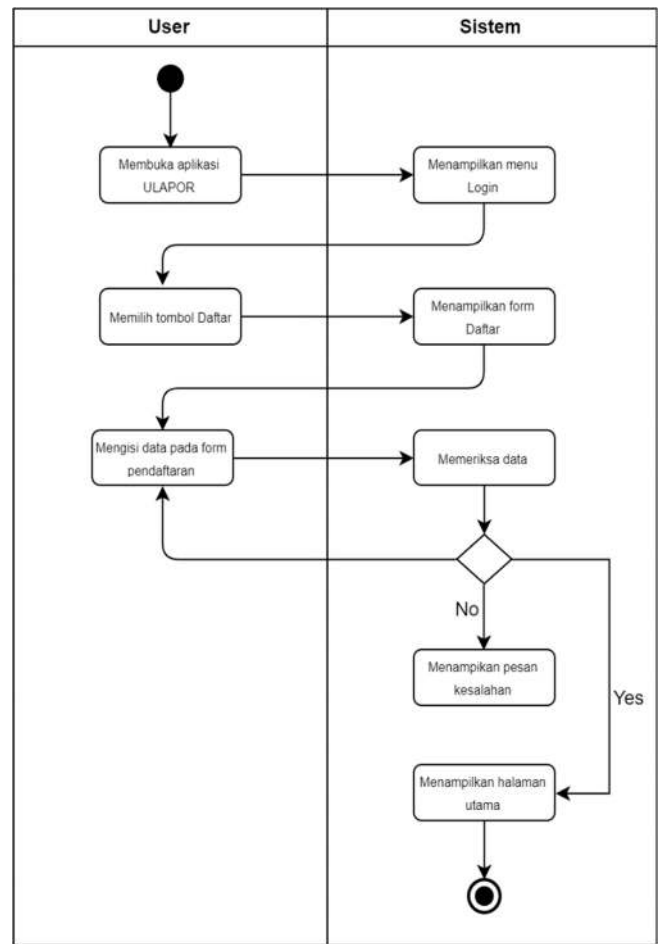 User
Sistem
Membuka aplikasi
ULAPOR
Menampilkan menu
Login
Memilih tombol Daftar
Menampilkan form
Daftar
Mengisi data pada form
pendaftaran
Memeriksa data
No
Menampikan pesan
kesalahan
Yes
Menampilkan halaman
utama